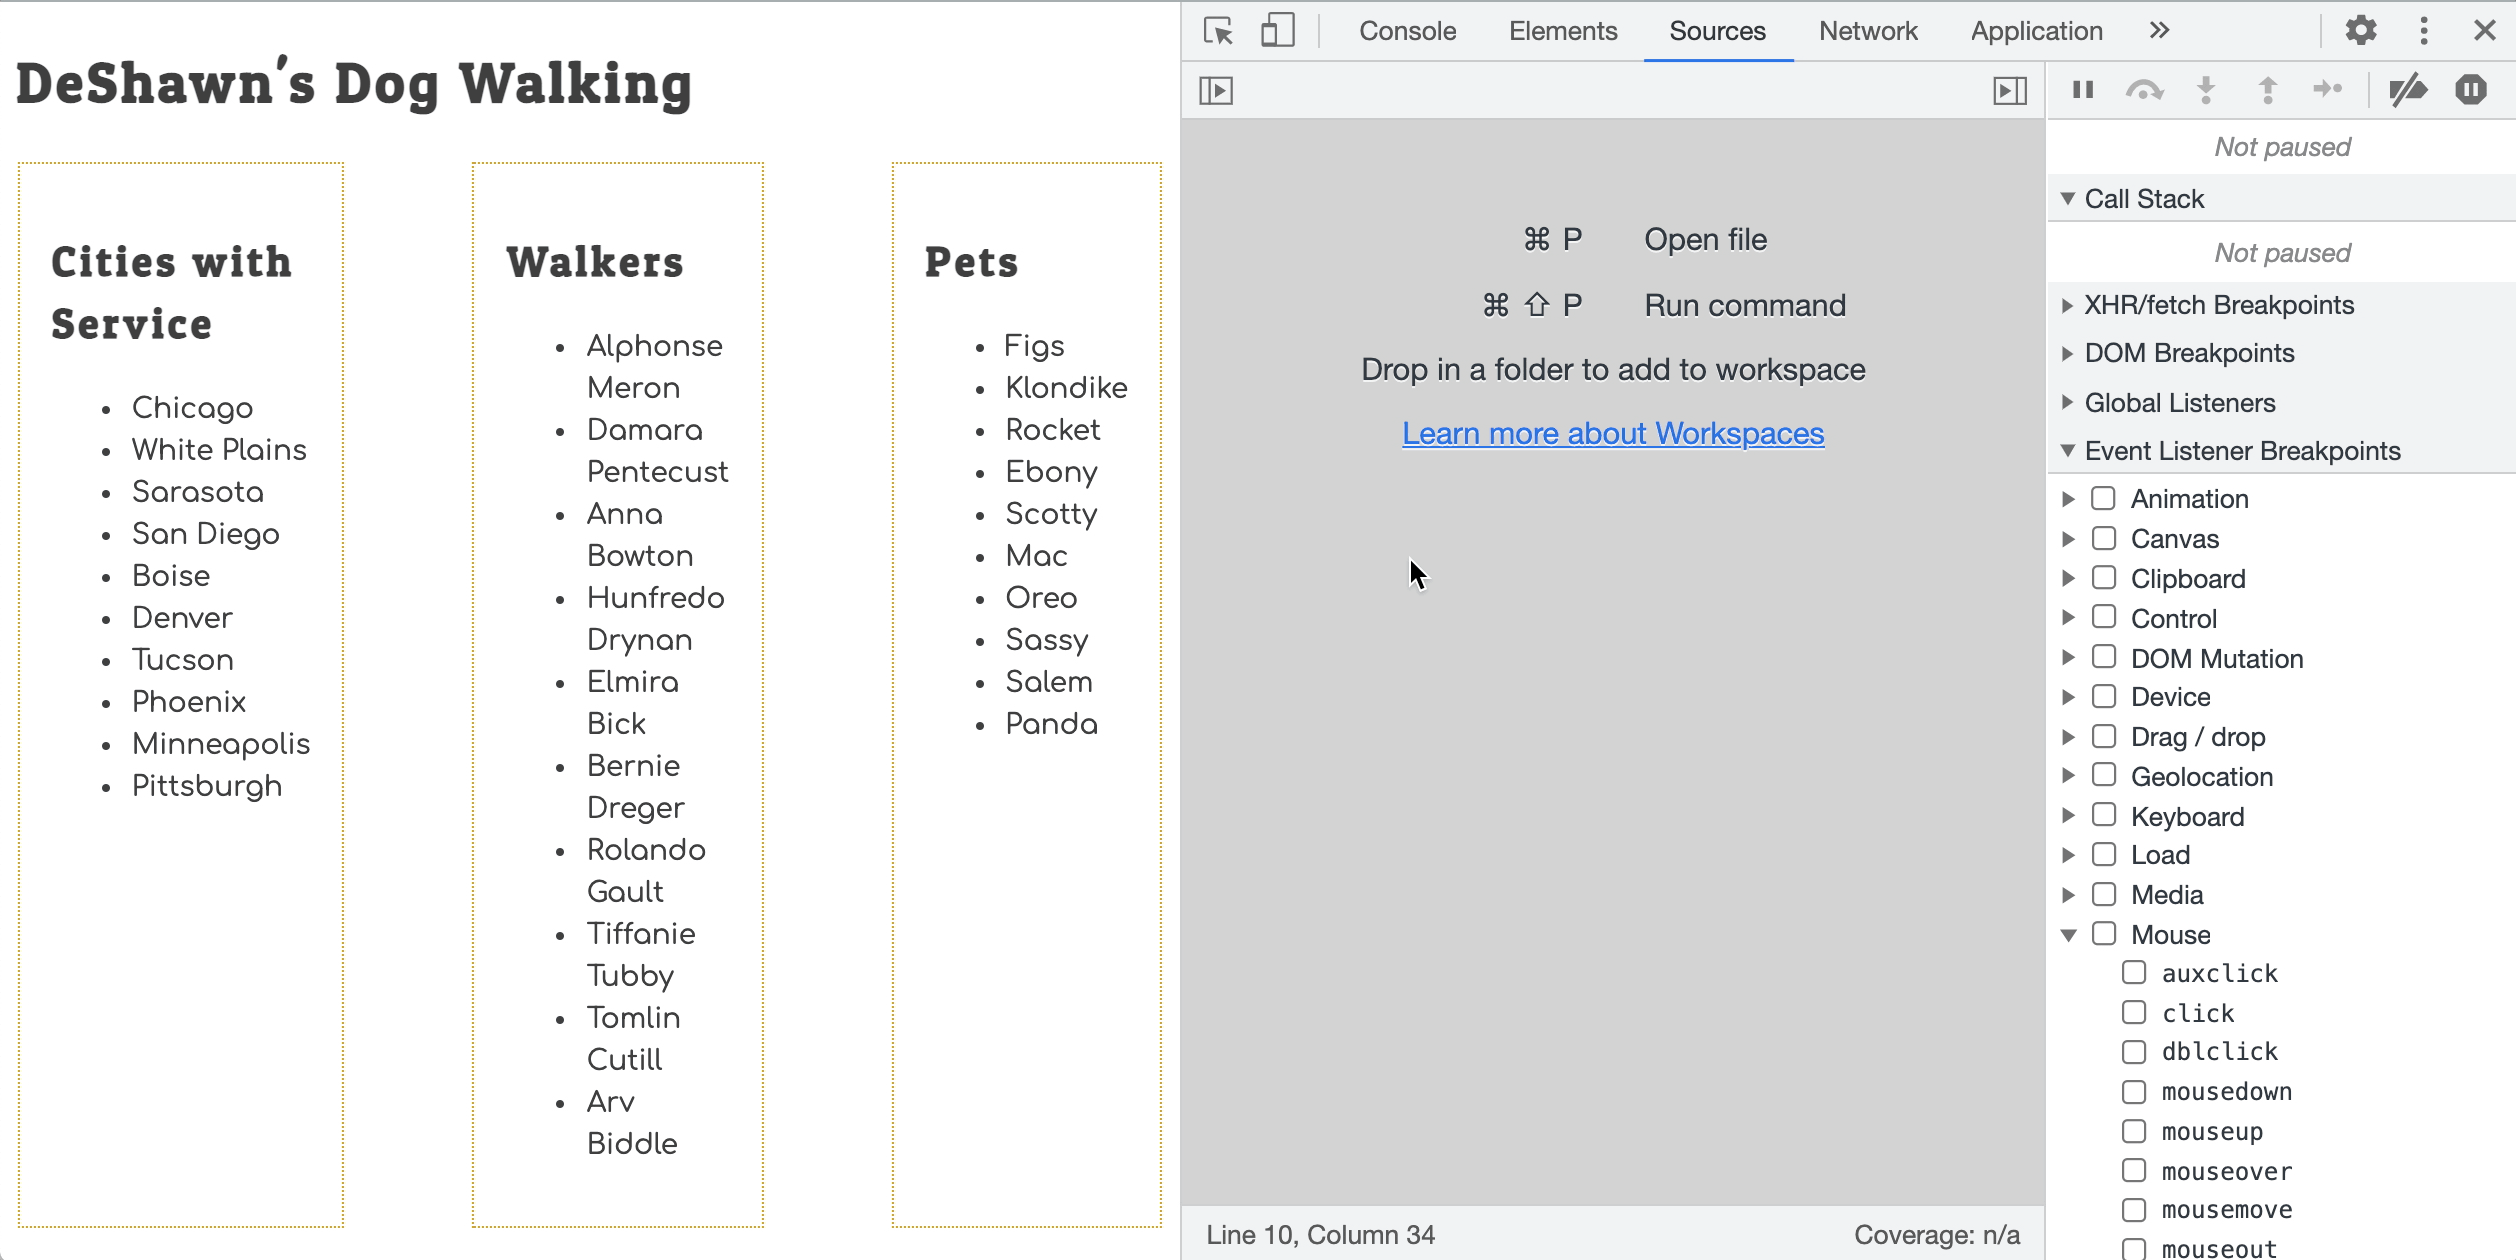 DeShawn's Dog Walking
Cities with
Service
Chicago
White Plains
Sarasota
San Diego
Boise
Denver
Tucson
Phoenix
Minneapolis
Pittsburgh
Walkers
Alphonse
Meron
Damara
Pentecust
Anna
Bowton
Hunfredo
Drynan
Elmira
Bick
Bernie
Dreger
Rolando
Gault
Tiffanie
Tubby
Tomlin
Cutill
Arv
Biddle
Pets
Figs
Klondike
Rocket
Ebony
Scotty
Mac
Oreo
Sassy
Salem
Panda
Console Elements Sources Network Application »
⌘ P Open file
⌘ ⇧ P Run command
Drop in a folder to add to workspace
Learn more about Workspaces
Line 10, Column 34 Coverage: n/a
Not paused
Call Stack
Not paused
XHR/fetch Breakpoints
DOM Breakpoints
Global Listeners
Event Listener Breakpoints
Animation
Canvas
Clipboard
Control
DOM Mutation
Device
Drag / drop
Geolocation
Keyboard
Load
Media
Mouse
auxclick
click
dblclick
mousedown
mouseup
mouseover
mousemove
mouseout